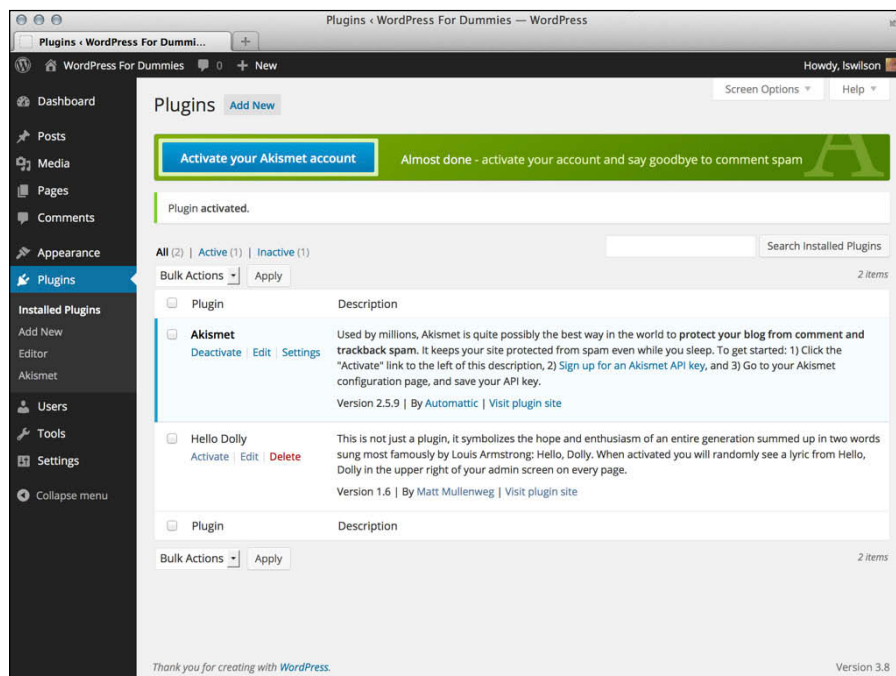 Plugins ‹ WordPress For Dummies — WordPress
Plugins ‹ WordPress For Dummi...
WordPress For Dummies 0 + New Howdy, lswilson
Screen Options Help
Dashboard
Posts
Media
Pages
Comments
Appearance
Plugins
Installed Plugins
Add New
Editor
Akismet
Users
Tools
Settings
Collapse menu
Plugins Add New
Activate your Akismet account Almost done - activate your account and say goodbye to comment spam A
Plugin activated.
All (2) | Active (1) | Inactive (1) Search Installed Plugins
Bulk Actions Apply 2 items
Plugin Description
Akismet
Deactivate | Edit | Settings
Used by millions, Akismet is quite possibly the best way in the world to protect your blog from comment and
trackback spam. It keeps your site protected from spam even while you sleep. To get started: 1) Click the
"Activate" link to the left of this description, 2) Sign up for an Akismet API key, and 3) Go to your Akismet
configuration page, and save your API key.
Version 2.5.9 | By Automattic | Visit plugin site
Hello Dolly
Activate | Edit | Delete
This is not just a plugin, it symbolizes the hope and enthusiasm of an entire generation summed up in two words
sung most famously by Louis Armstrong: Hello, Dolly. When activated you will randomly see a lyric from Hello,
Dolly in the upper right of your admin screen on every page.
Version 1.6 | By Matt Mullenweg | Visit plugin site
Plugin Description
Bulk Actions Apply 2 items
Thank you for creating with WordPress. Version 3.8